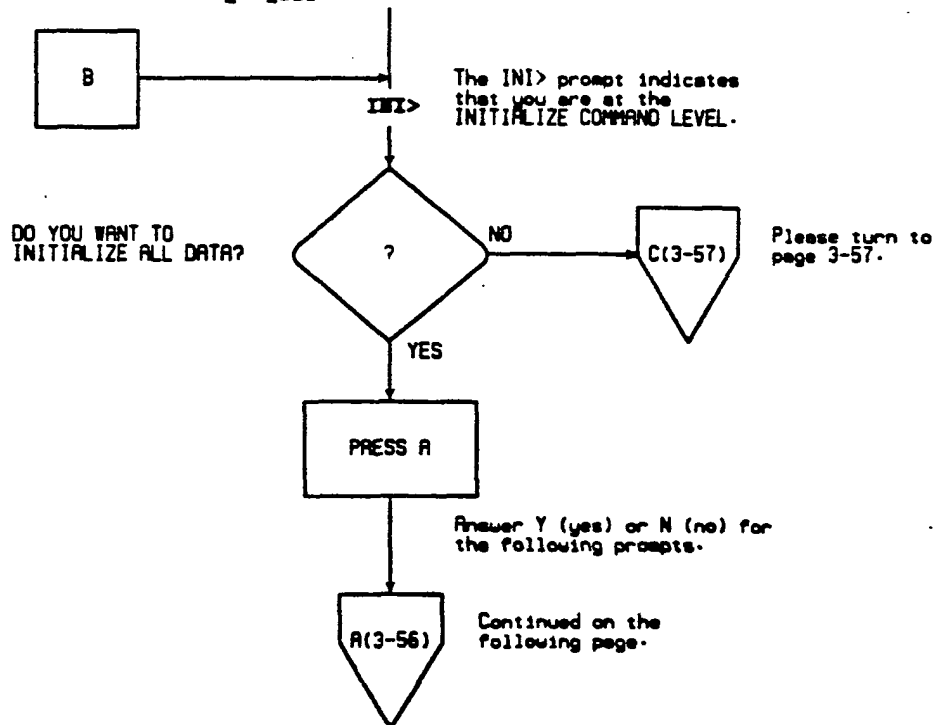 B
INI>
The INI> prompt indicates
that you are at the
INITIALIZE COMMAND LEVEL.
DO YOU WANT TO
INITIALIZE ALL DATA?
?
NO
C(3-57)
Please turn to
page 3-57.
YES
PRESS A
Answer Y (yes) or N (no) for
the following prompts.
A(3-56)
Continued on the
following page.